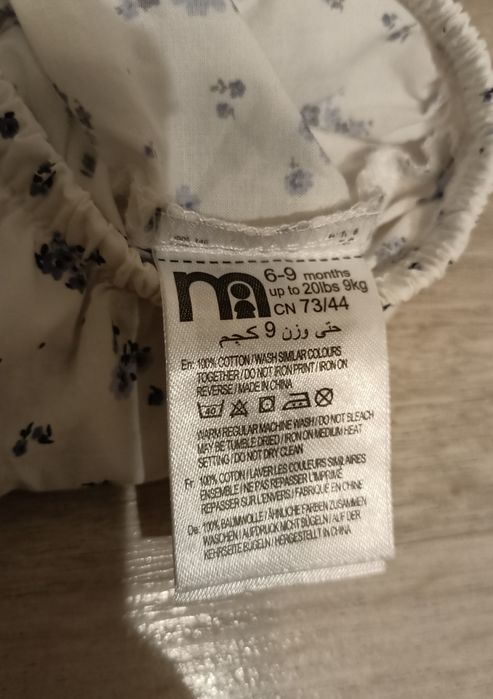 6-9 months
up to 20lbs 9kg
CN 73/44
حتى وزن 9 كجم
En: 100% COTTON/WASH SIMILAR COLOURS
TOGETHER/DO NOT IRON PRINT/IRON ON
REVERSE/MADE IN CHINA
WARM REGULAR MACHINE WASH/DO NOT BLEACH
MAY BE TUMBLE DRIED/IRON ON MEDIUM HEAT
SETTING/DO NOT DRY CLEAN
Fr: 100% COTON/LAVER LES COULEURS SIMILAIRES
ENSEMBLE/NE PAS REPASSER L'IMPRIMÉ
REPASSER SUR L'ENVERS/FABRIQUÉ EN CHINE
De: 100% BAUMWOLLE/ÄHNLICHE FARBEN ZUSAMMEN
WASCHEN/AUFDRUCK NICHT BÜGELN/AUF DER
KEHRSEITE BÜGELN/HERGESTELLT IN CHINA